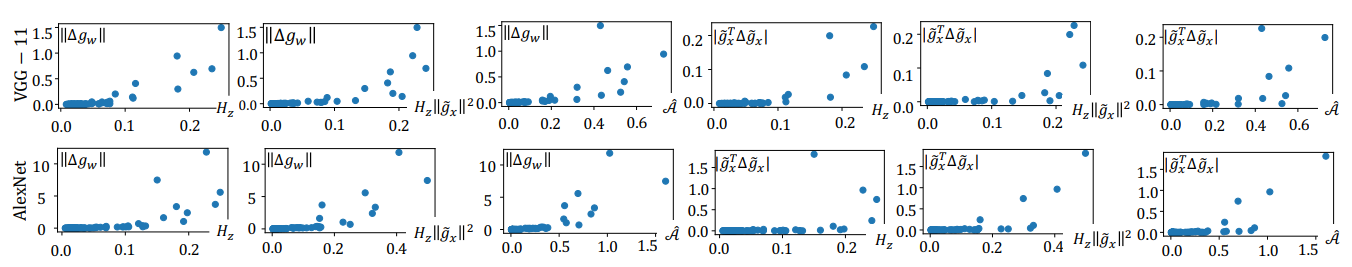 VGG − 11
1.5 1.0 0.5 0.0 ||Δg_w|| 0.0 0.1 0.2 H_z
1.5 1.0 0.5 0.0 ||Δg_w|| 0.0 0.1 0.2 H_z||g̃_x||²
1.5 1.0 0.5 0.0 ||Δg_w|| 0.0 0.2 0.4 0.6 𝒜̂
0.2 0.1 0.0 |g̃_x^T Δg̃_x| 0.0 0.2 H_z
0.2 0.1 0.0 |g̃_x^T Δg̃_x| 0.0 0.1 0.2 H_z||g̃_x||²
0.2 0.1 0.0 |g̃_x^T Δg̃_x| 0.0 0.2 0.4 0.6 𝒜̂
AlexNet
10 5 0 ||Δg_w|| 0.0 0.1 0.2 H_z
10 5 0 ||Δg_w|| 0.0 0.2 0.4 H_z||g̃_x||²
10 5 0 ||Δg_w|| 0.0 0.5 1.0 1.5 𝒜̂
1.5 1.0 0.5 0.0 |g̃_x^T Δg̃_x| 0.0 0.1 0.2 H_z
1.5 1.0 0.5 0.0 |g̃_x^T Δg̃_x| 0.0 0.2 0.4 H_z||g̃_x||²
1.5 1.0 0.5 0.0 |g̃_x^T Δg̃_x| 0.0 0.5 1.0 1.5 𝒜̂